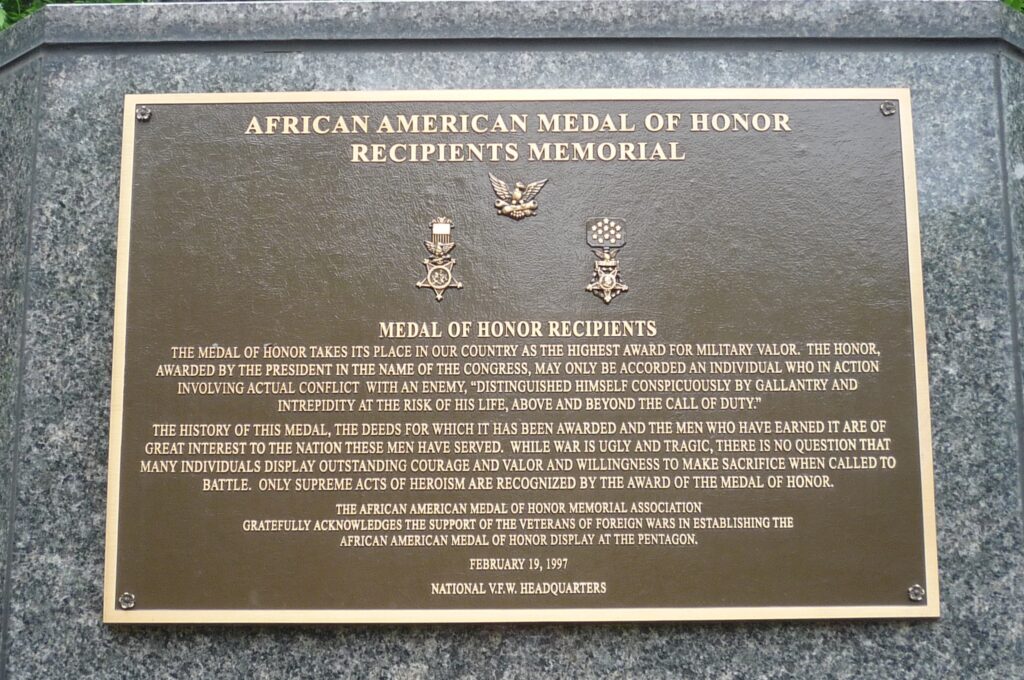 AFRICAN AMERICAN MEDAL OF HONOR
RECIPIENTS MEMORIAL
MEDAL OF HONOR RECIPIENTS
THE MEDAL OF HONOR TAKES ITS PLACE IN OUR COUNTRY AS THE HIGHEST AWARD FOR MILITARY VALOR. THE HONOR,
AWARDED BY THE PRESIDENT IN THE NAME OF THE CONGRESS, MAY ONLY BE ACCORDED AN INDIVIDUAL WHO IN ACTION
INVOLVING ACTUAL CONFLICT WITH AN ENEMY, “DISTINGUISHED HIMSELF CONSPICUOUSLY BY GALLANTRY AND
INTREPIDITY AT THE RISK OF HIS LIFE, ABOVE AND BEYOND THE CALL OF DUTY.”
THE HISTORY OF THIS MEDAL, THE DEEDS FOR WHICH IT HAS BEEN AWARDED AND THE MEN WHO HAVE EARNED IT ARE OF
GREAT INTEREST TO THE NATION THESE MEN HAVE SERVED. WHILE WAR IS UGLY AND TRAGIC, THERE IS NO QUESTION THAT
MANY INDIVIDUALS DISPLAY OUTSTANDING COURAGE AND VALOR AND WILLINGNESS TO MAKE SACRIFICE WHEN CALLED TO
BATTLE. ONLY SUPREME ACTS OF HEROISM ARE RECOGNIZED BY THE AWARD OF THE MEDAL OF HONOR.
THE AFRICAN AMERICAN MEDAL OF HONOR MEMORIAL ASSOCIATION
GRATEFULLY ACKNOWLEDGES THE SUPPORT OF THE VETERANS OF FOREIGN WARS IN ESTABLISHING THE
AFRICAN AMERICAN MEDAL OF HONOR DISPLAY AT THE PENTAGON.
FEBRUARY 19, 1997
NATIONAL V.F.W. HEADQUARTERS